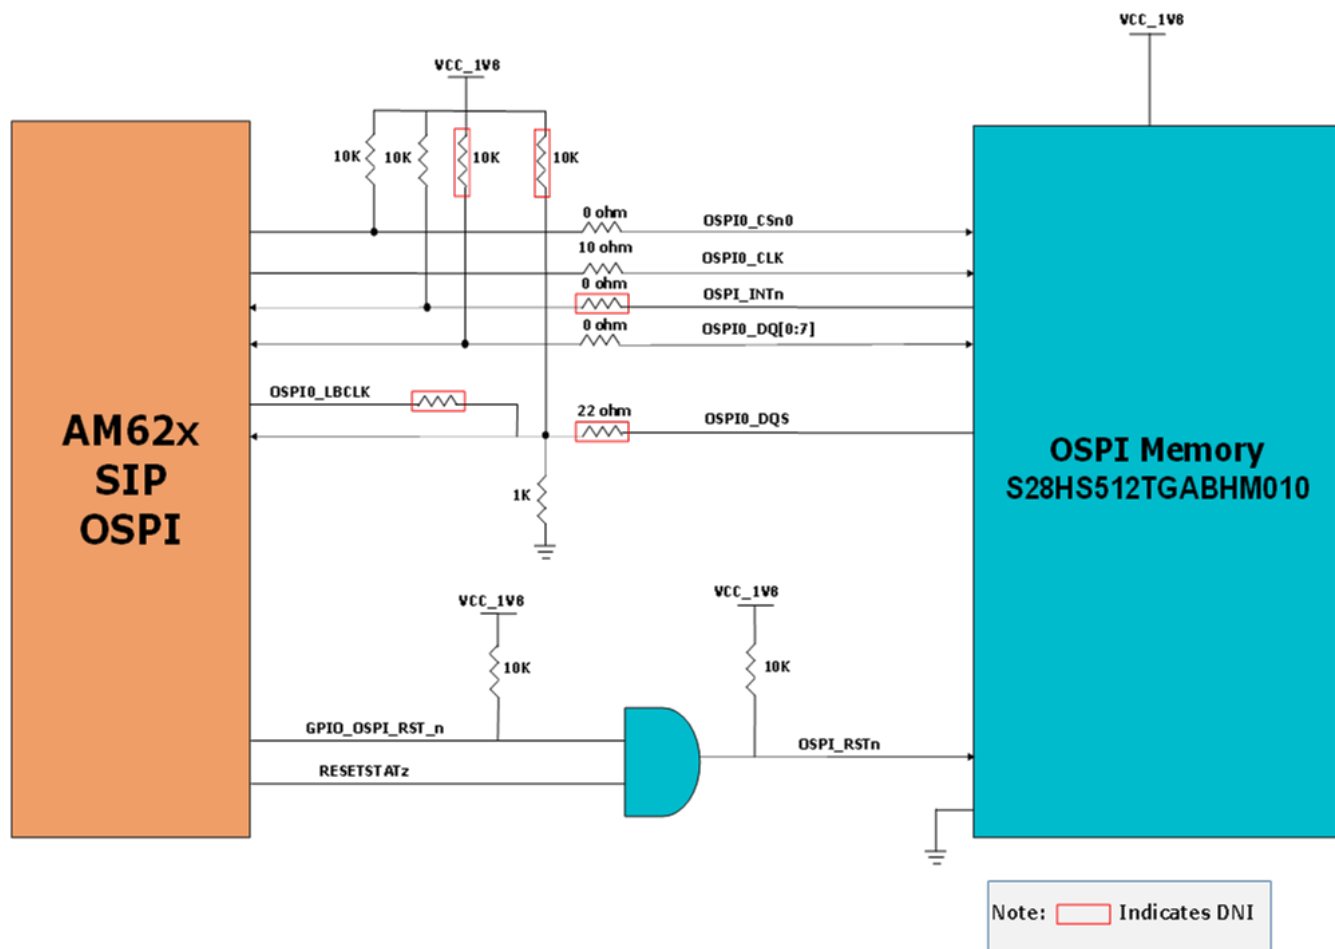 VCC_1V8
VCC_1V8
10K
10K
10K
10K
0 ohm
OSPI0_CSn0
10 ohm
OSPI0_CLK
0 ohm
OSPI_INTn
0 ohm
OSPI0_DQ[0:7]
OSPI0_LBCLK
22 ohm
OSPI0_DQS
AM62x
SIP
OSPI
OSPI Memory
S28HS512TGABHM010
1K
VCC_1V8
VCC_1V8
10K
10K
GPIO_OSPI_RST_n
OSPI_RSTn
RESETSTATz
Note: Indicates DNI